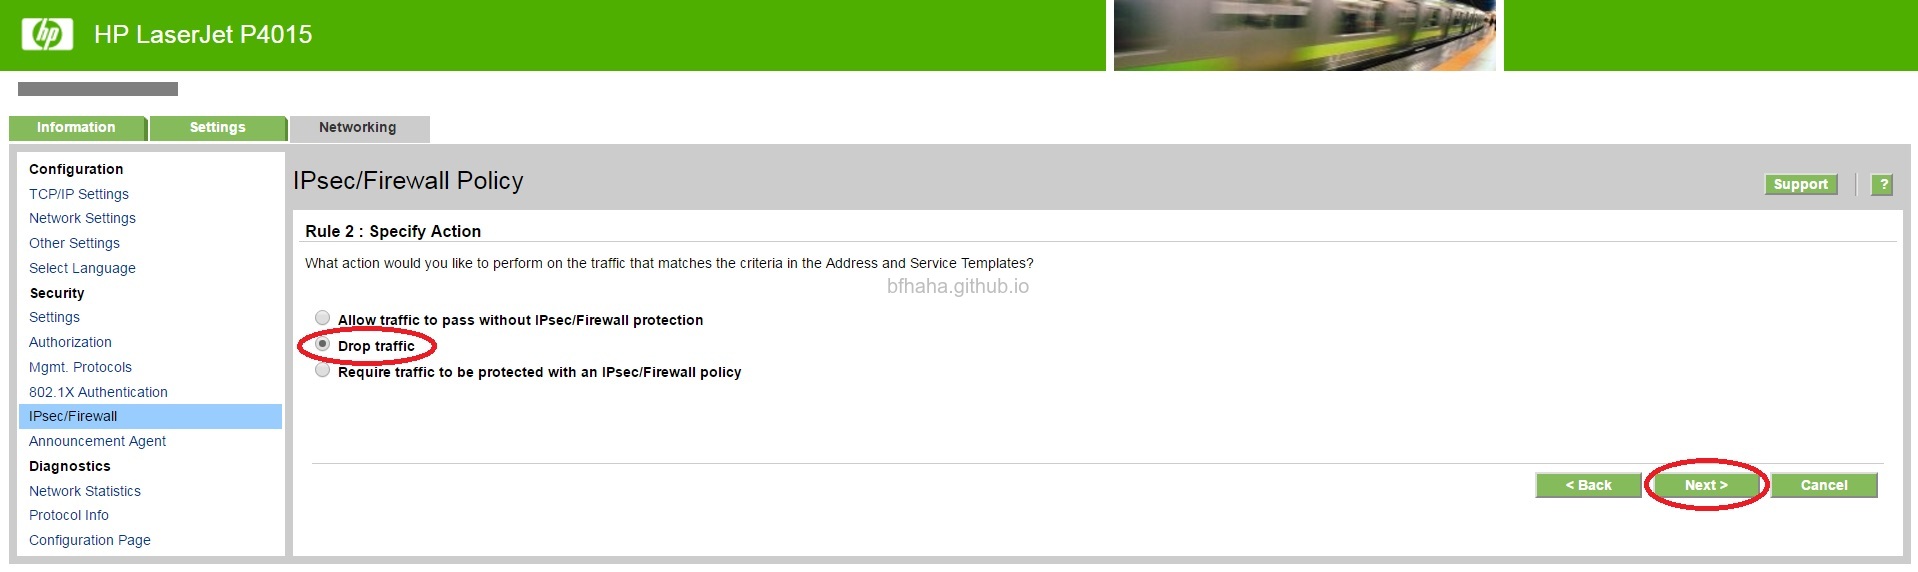 hp
HP LaserJet P4015
Information
Settings
Networking
Configuration
TCP/IP Settings
Network Settings
Other Settings
Select Language
Security
Settings
Authorization
Mgmt. Protocols
802.1X Authentication
IPsec/Firewall
Announcement Agent
Diagnostics
Network Statistics
Protocol Info
Configuration Page
IPsec/Firewall Policy
Support
?
Rule 2 : Specify Action
What action would you like to perform on the traffic that matches the criteria in the Address and Service Templates?
bfhaha.github.io
Allow traffic to pass without IPsec/Firewall protection
Drop traffic
Require traffic to be protected with an IPsec/Firewall policy
< Back
Next >
Cancel